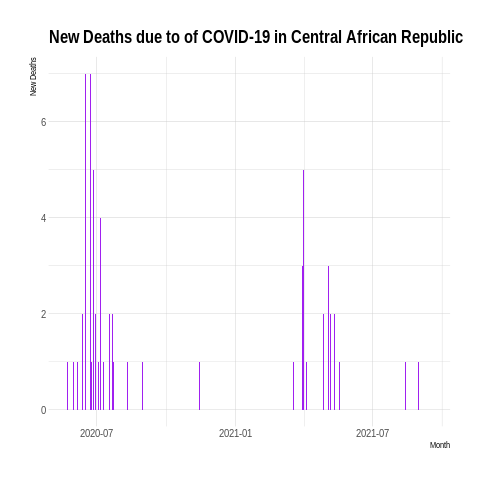 New Deaths due to of COVID-19 in Central African Republic
New Deaths
6
4
2
0
2020-07 2021-01 2021-07
Month